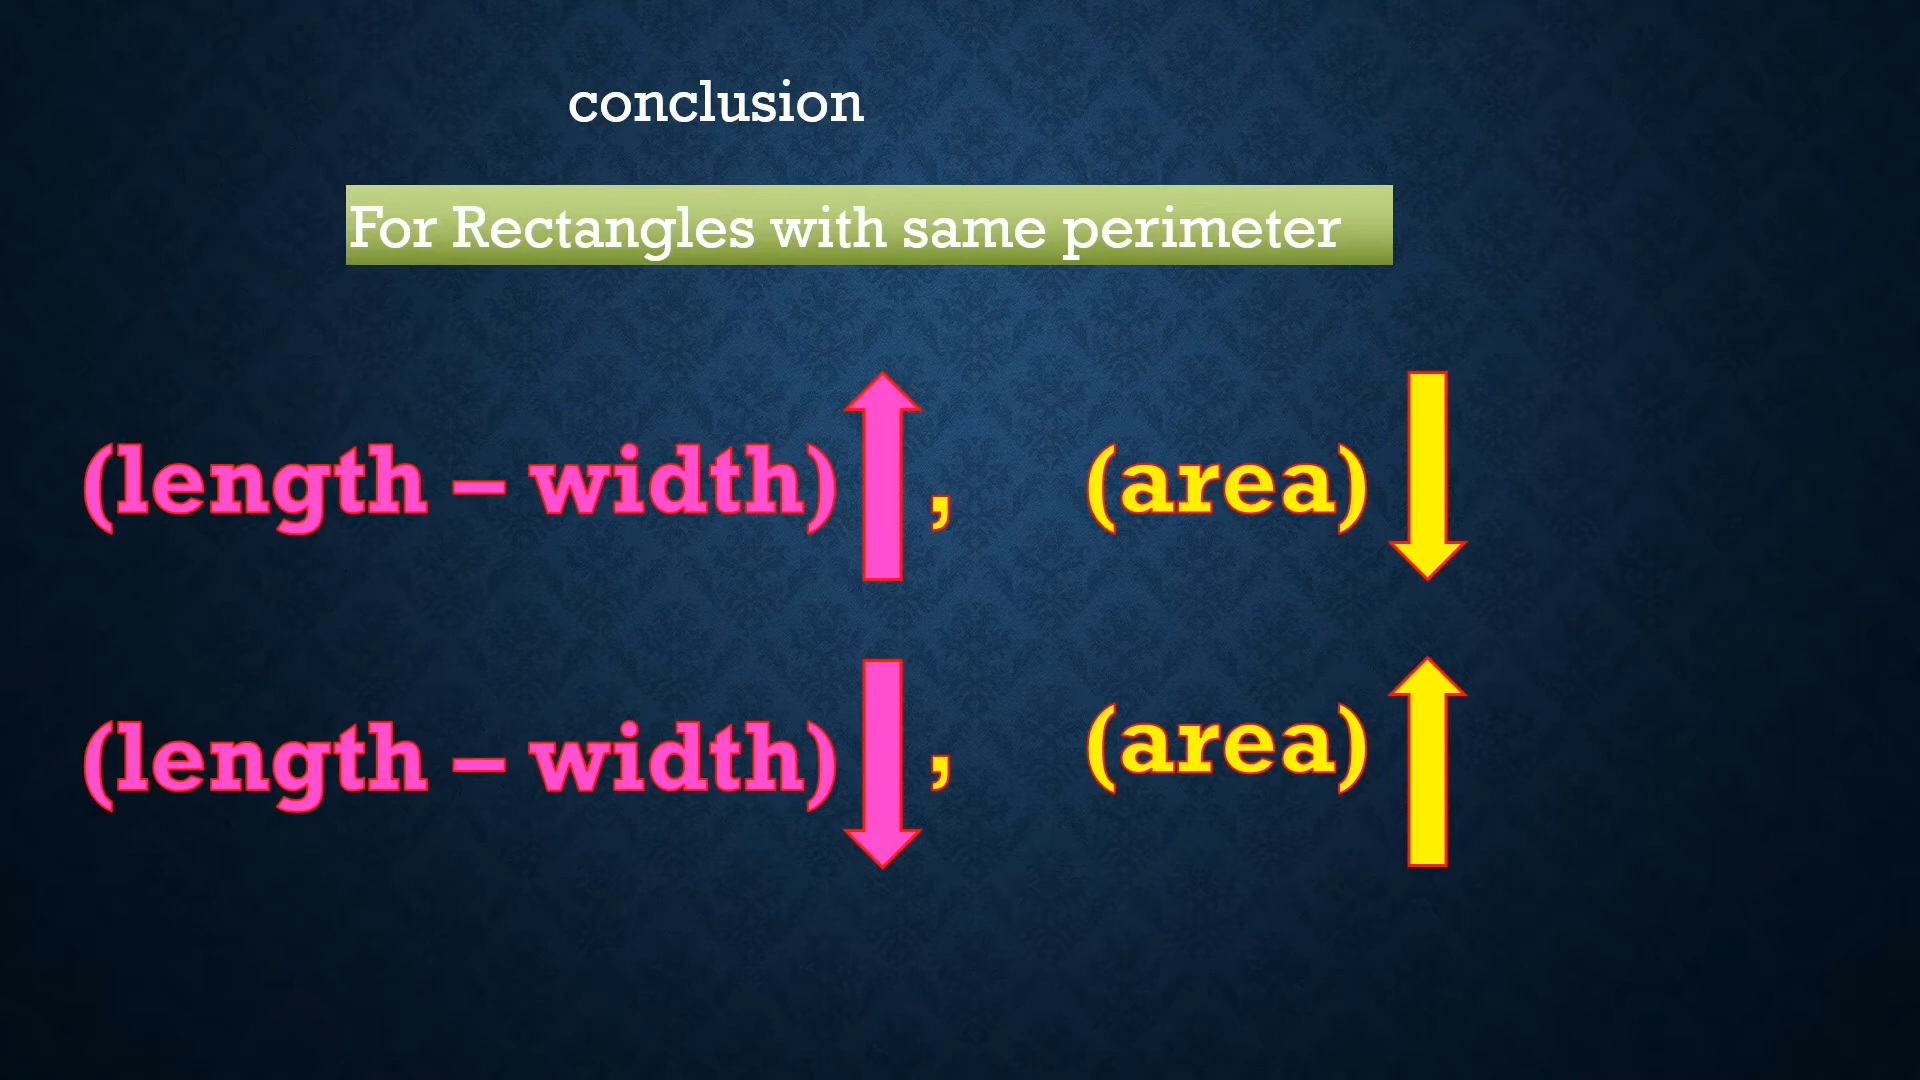 conclusion
For Rectangles with same perimeter
(length – width) , (area)
(length – width) , (area)